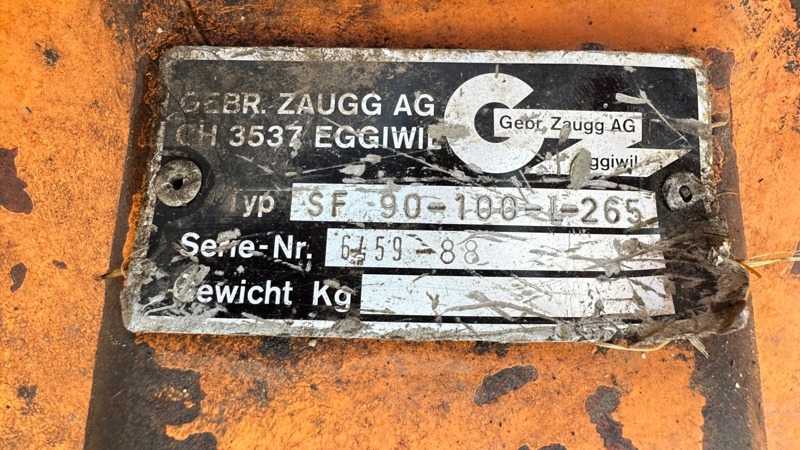 GEBR. ZAUGG AG
CH 3537 EGGIWIL
Gebr. Zaugg AG
Eggiwil
Typ SF 90-100-1-265
Serie-Nr. 6459-88
Gewicht Kg